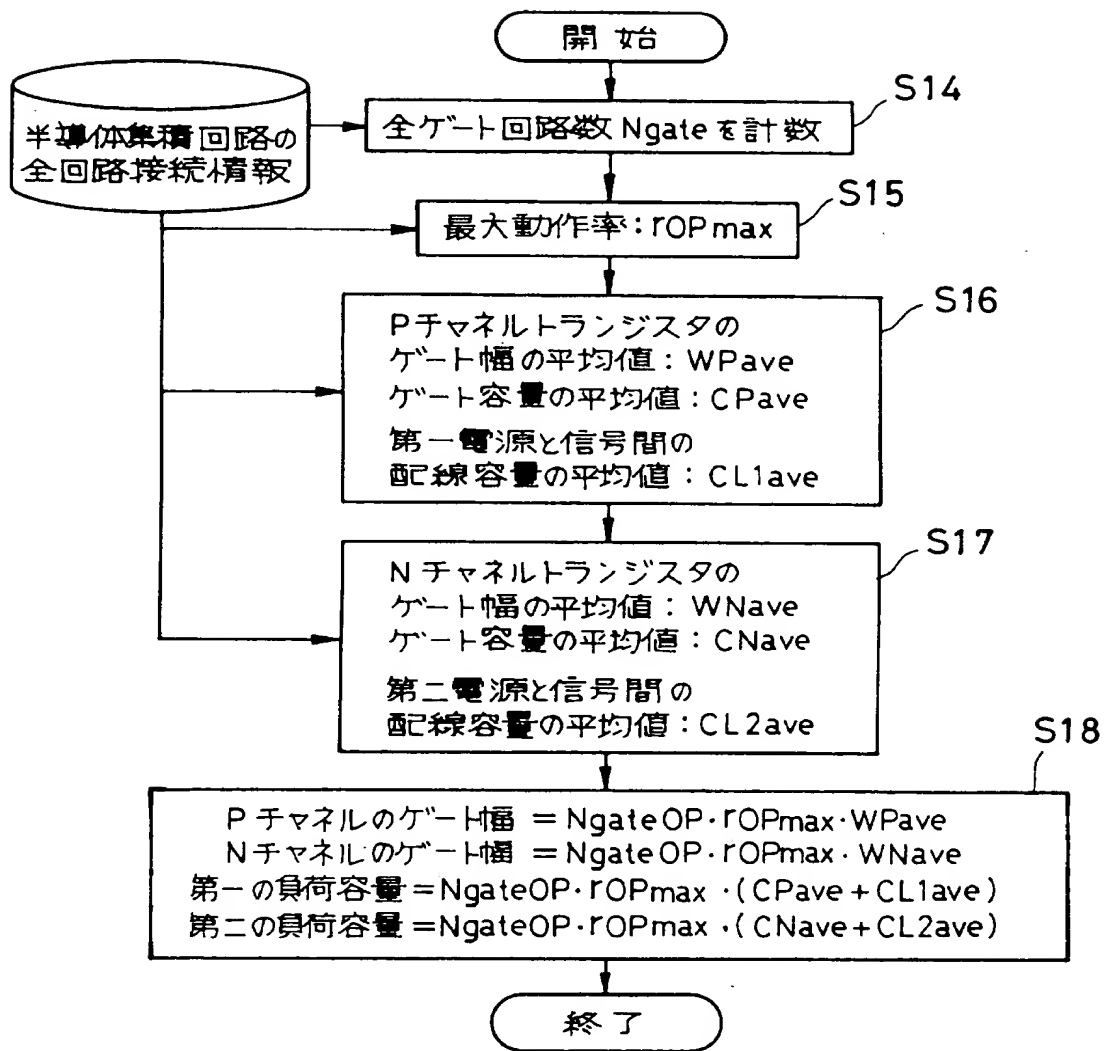 開始
半導体集積回路の
全回路接続情報
S14
全ゲート回路数Ngateを計数
S15
最大動作率:rOPmax
S16
Pチャネルトランジスタの
ゲート幅の平均値:WPave
ゲート容量の平均値:CPave
第一電源と信号間の
配線容量の平均値:CL1ave
S17
Nチャネルトランジスタの
ゲート幅の平均値:WNave
ゲート容量の平均値:CNave
第二電源と信号間の
配線容量の平均値:CL2ave
S18
Pチャネルのゲート幅=NgateOP・rOPmax・WPave
Nチャネルのゲート幅=NgateOP・rOPmax・WNave
第一の負荷容量=NgateOP・rOPmax・(CPave+CL1ave)
第二の負荷容量=NgateOP・rOPmax・(CNave+CL2ave)
終了